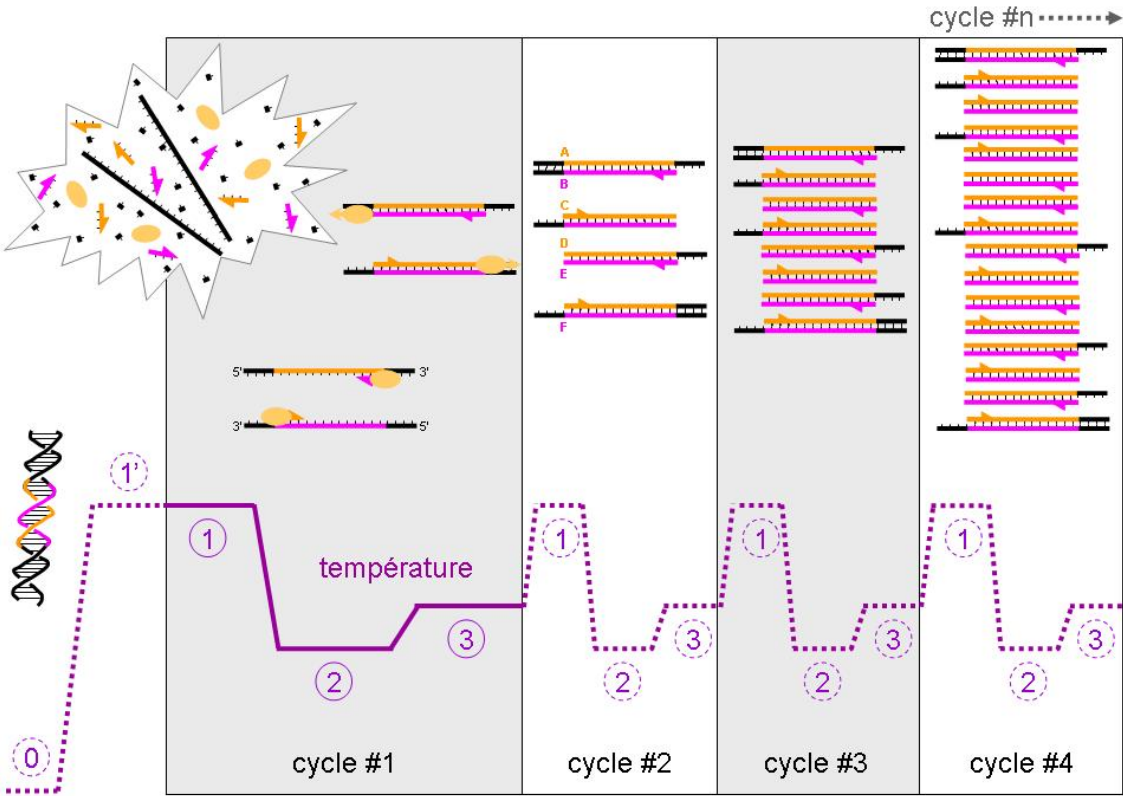 cycle #n
A
B
C
D
E
F
5' 3'
3' 5'
1'
1 1 1 1
température
3 3 3 3
2 2 2 2
0
cycle #1 cycle #2 cycle #3 cycle #4